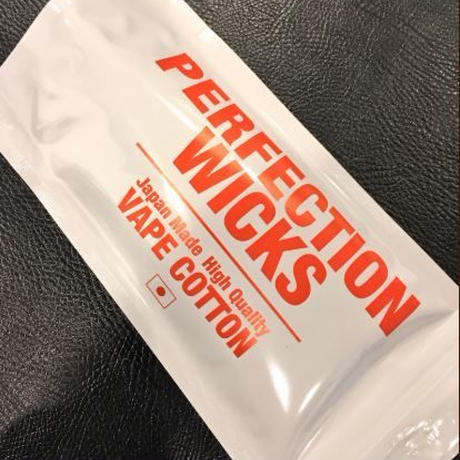 PERFECTION
WICKS
Japan Made High Quality
VAPE COTTON